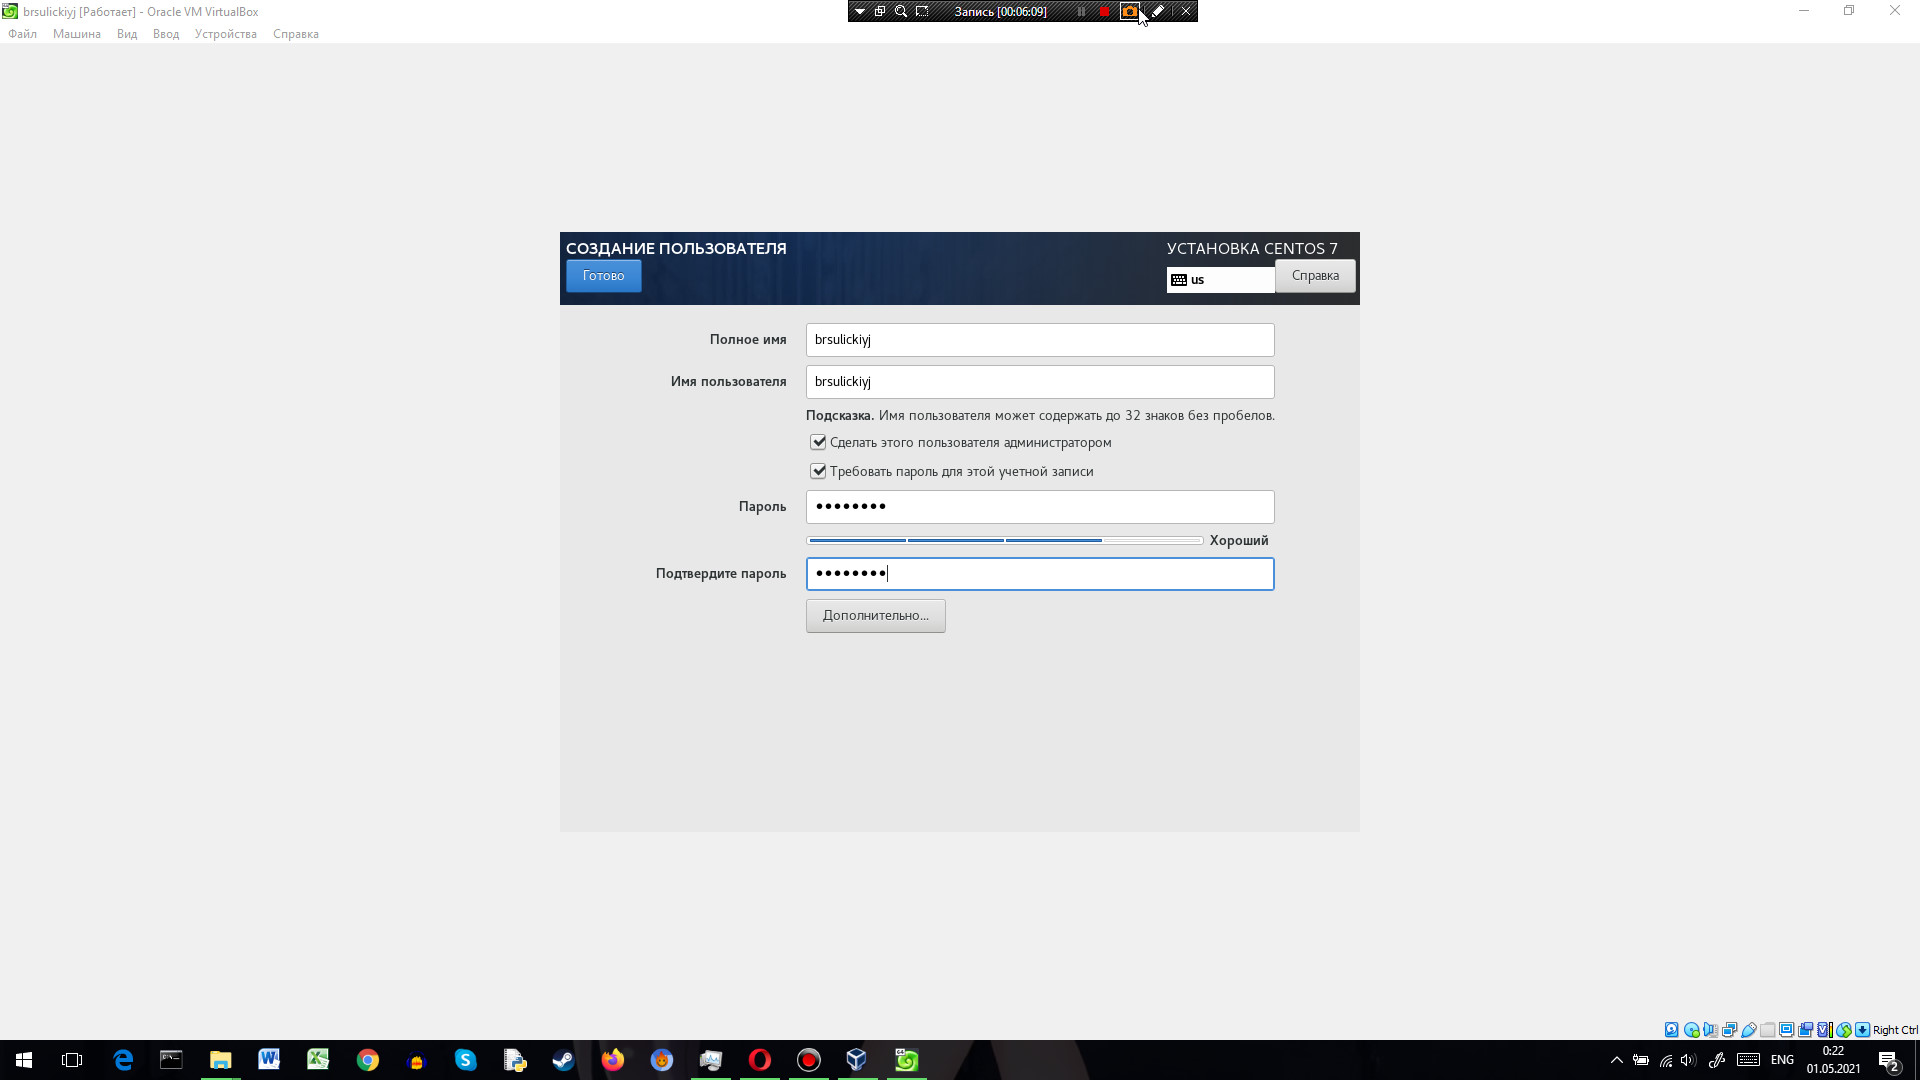 brsulickiyj [Работает] - Oracle VM VirtualBox
Запись [00:06:09]
Файл Машина Вид Ввод Устройства Справка
СОЗДАНИЕ ПОЛЬЗОВАТЕЛЯ
УСТАНОВКА CENTOS 7
Готово
us
Справка
Полное имя
brsulickiyj
Имя пользователя
brsulickiyj
Подсказка. Имя пользователя может содержать до 32 знаков без пробелов.
Сделать этого пользователя администратором
Требовать пароль для этой учетной записи
Пароль
••••••••
Хороший
Подтвердите пароль
••••••••
Дополнительно...
Right Ctrl
ENG
0:22
01.05.2021
2